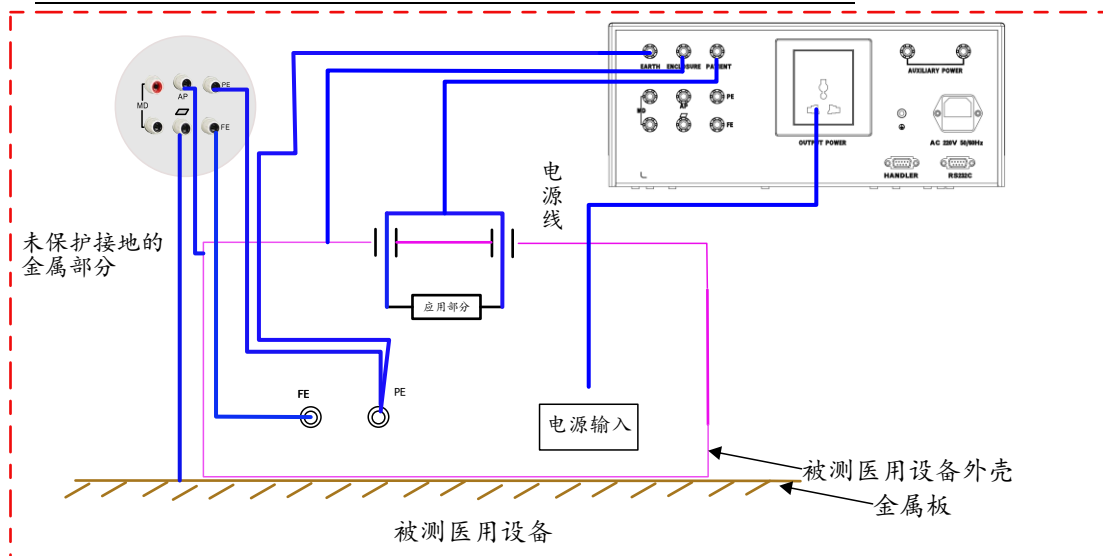 EARTH ENCLOSURE PATIENT
AUXILIARY POWER
MD AP PE
FE
OUTPUT POWER
AC 220V 50/60Hz
HANDLER RS232C
MD AP PE
FE
电源线
未保护接地的
金属部分
应用部分
FE PE
电源输入
被测医用设备外壳
金属板
被测医用设备